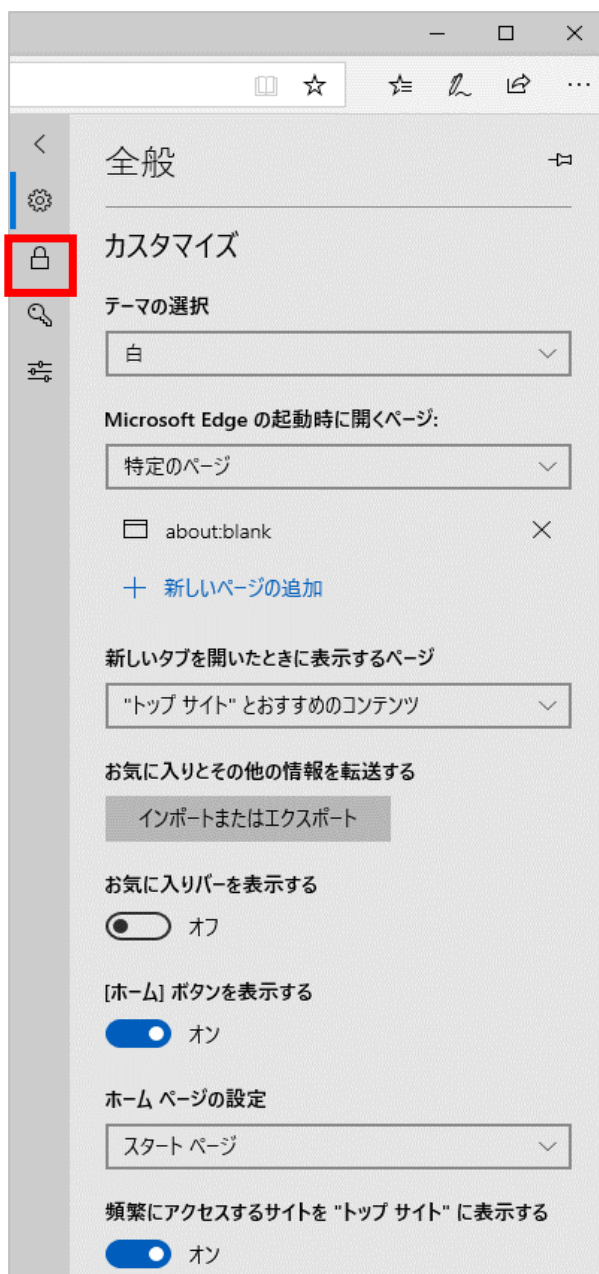 全般
カスタマイズ
テーマの選択
白
Microsoft Edge の起動時に開くページ:
特定のページ
about:blank
新しいページの追加
新しいタブを開いたときに表示するページ
"トップ サイト" とおすすめのコンテンツ
お気に入りとその他の情報を転送する
インポートまたはエクスポート
お気に入りバーを表示する
オフ
[ホーム] ボタンを表示する
オン
ホーム ページの設定
スタート ページ
頻繁にアクセスするサイトを "トップ サイト" に表示する
オン